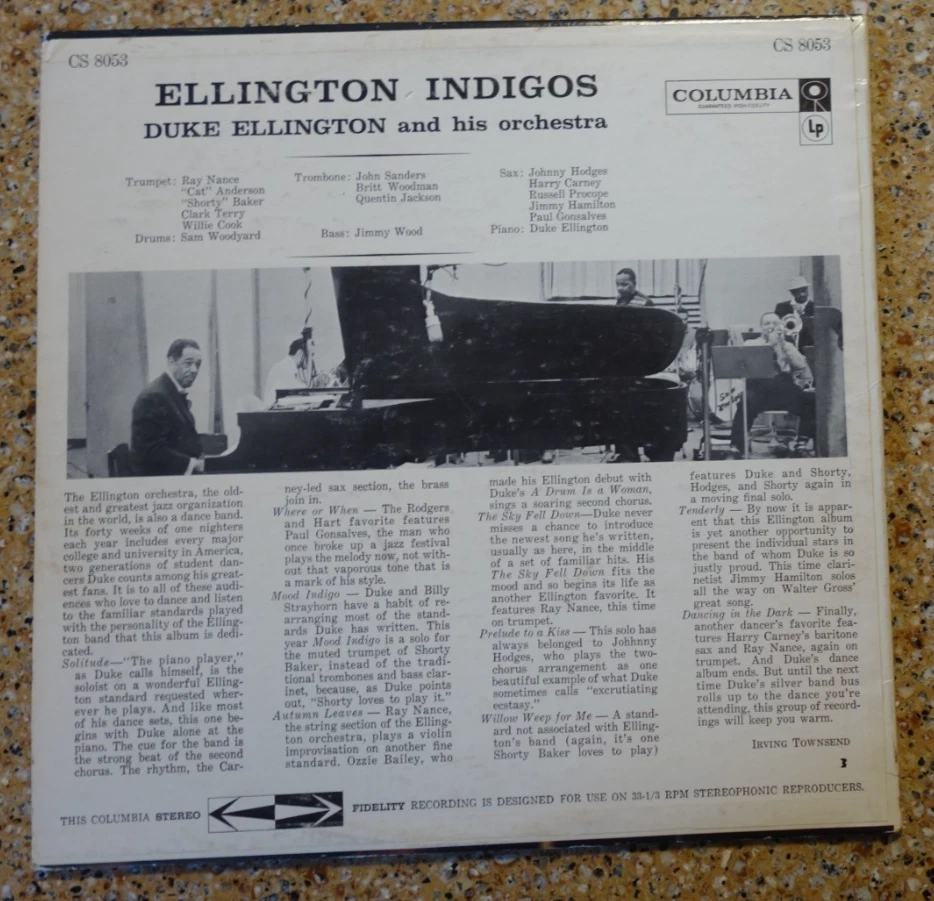 CS 8053
CS 8053
ELLINGTON INDIGOS
DUKE ELLINGTON and his orchestra
COLUMBIA
GUARANTEED HIGH-FIDELITY
Lp
Trumpet: Ray Nance
"Cat" Anderson
"Shorty" Baker
Clark Terry
Willie Cook
Drums: Sam Woodyard
Trombone: John Sanders
Britt Woodman
Quentin Jackson
Bass: Jimmy Wood
Sax: Johnny Hodges
Harry Carney
Russell Procope
Jimmy Hamilton
Paul Gonsalves
Piano: Duke Ellington
The Ellington orchestra, the old-
est and greatest jazz organization
in the world, is also a dance band.
Its forty weeks of one nighters
each year includes every major
college and university in America,
two generations of student dan-
cers Duke counts among his great-
est fans. It is to all of these audi-
ences who love to dance and listen
to the familiar standards played
with the personality of the Elling-
ton band that this album is dedi-
cated.
Solitude—"The piano player,"
as Duke calls himself, is the
soloist on a wonderful Elling-
ton standard requested wher-
ever he plays. And like most
of his dance sets, this one be-
gins with Duke alone at the
piano. The cue for the band is
the strong beat of the second
chorus. The rhythm, the Car-
ney-led sax section, the brass
join in.
Where or When — The Rodgers
and Hart favorite features
Paul Gonsalves, the man who
once broke up a jazz festival
plays the melody now, not with-
out that vaporous tone that is
a mark of his style.
Mood Indigo — Duke and Billy
Strayhorn have a habit of re-
arranging most of the stand-
ards Duke has written. This
year Mood Indigo is a solo for
the muted trumpet of Shorty
Baker, instead of the tradi-
tional trombones and bass clar-
inet, because, as Duke points
out, "Shorty loves to play it."
Autumn Leaves — Ray Nance,
the string section of the Elling-
ton orchestra, plays a violin
improvisation on another fine
standard. Ozzie Bailey, who
made his Ellington debut with
Duke's A Drum Is a Woman,
sings a soaring second chorus.
The Sky Fell Down—Duke never
misses a chance to introduce
the newest song he's written,
usually as here, in the middle
of a set of familiar hits. His
The Sky Fell Down fits the
mood and so begins its life as
another Ellington favorite. It
features Ray Nance, this time
on trumpet.
Prelude to a Kiss — This solo has
always belonged to Johnny
Hodges, who plays the two-
chorus arrangement as one
beautiful example of what Duke
sometimes calls "excrutiating
ecstasy."
Willow Weep for Me — A stand-
ard not associated with Elling-
ton's band (again, it's one
Shorty Baker loves to play)
features Duke and Shorty,
Hodges, and Shorty again in
a moving final solo.
Tenderly — By now it is appar-
ent that this Ellington album
is yet another opportunity to
present the individual stars in
the band of whom Duke is so
justly proud. This time clari-
netist Jimmy Hamilton solos
all the way on Walter Gross'
great song.
Dancing in the Dark — Finally,
another dancer's favorite fea-
tures Harry Carney's baritone
sax and Ray Nance, again on
trumpet. And Duke's dance
album ends. But until the next
time Duke's silver band bus
rolls up to the dance you're
attending, this group of record-
ings will keep you warm.
IRVING TOWNSEND
3
THIS COLUMBIA STEREO FIDELITY RECORDING IS DESIGNED FOR USE ON 33-1/3 RPM STEREOPHONIC REPRODUCERS.